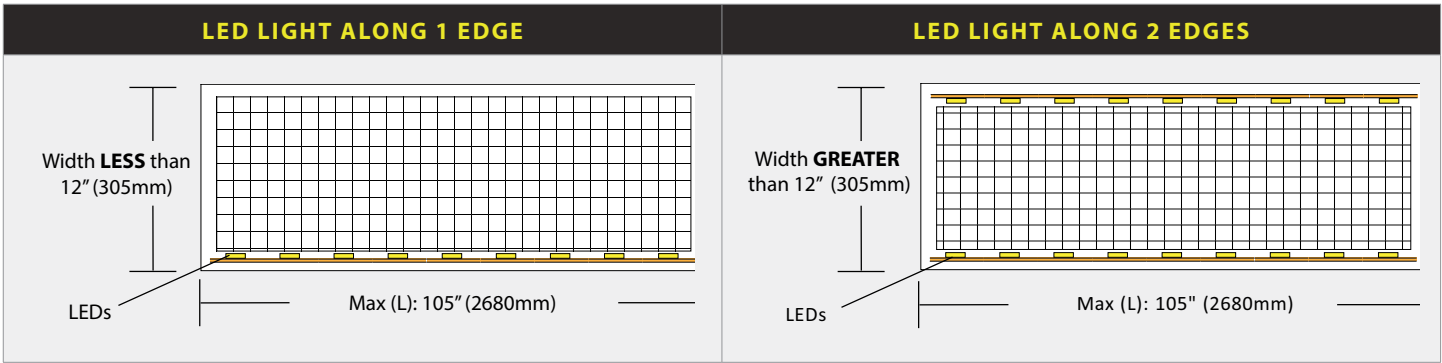 LED LIGHT ALONG 1 EDGE
Width LESS than
12” (305mm)
LEDs
Max (L): 105” (2680mm)
LED LIGHT ALONG 2 EDGES
Width GREATER
than 12” (305mm)
LEDs
Max (L): 105" (2680mm)